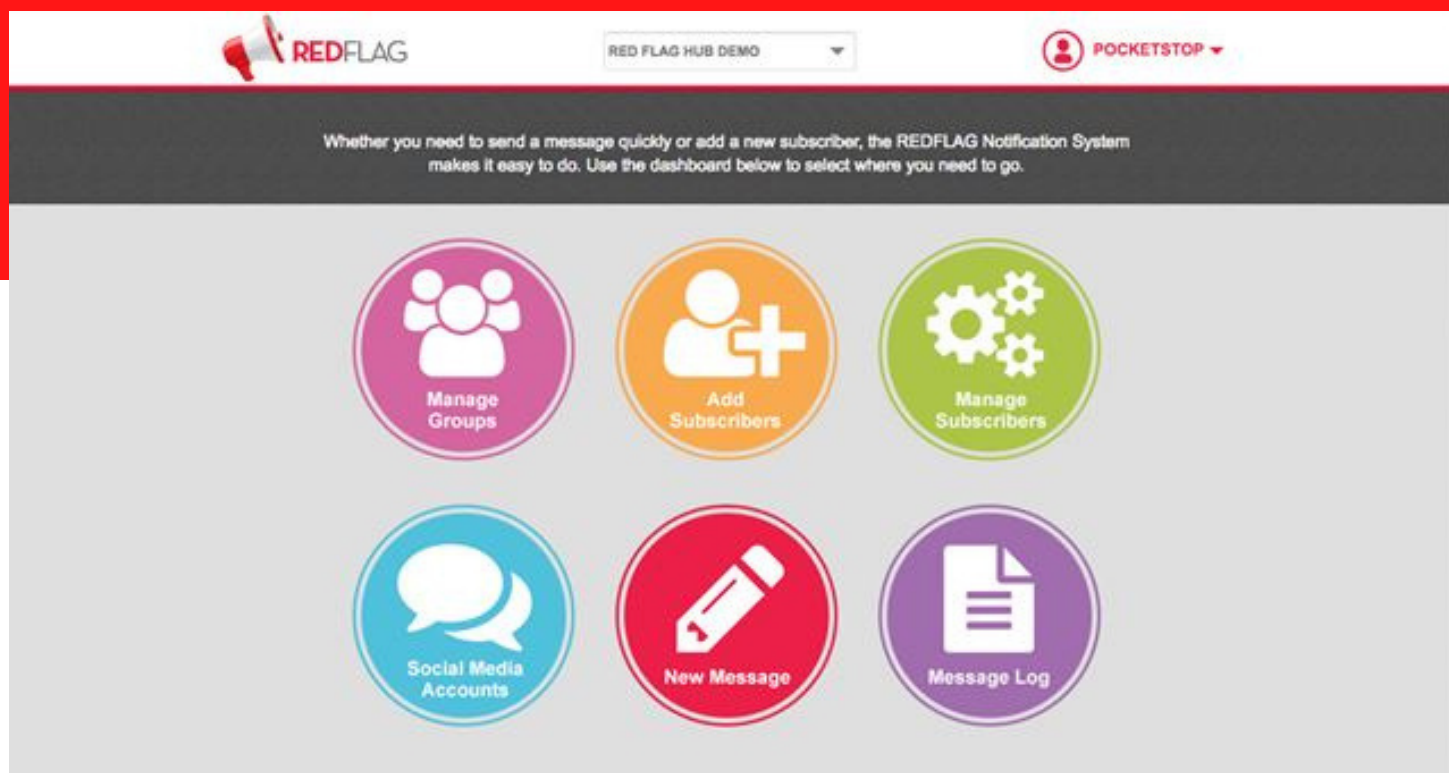 REDFLAG
RED FLAG HUB DEMO
POCKETSTOP
Whether you need to send a message quickly or add a new subscriber, the REDFLAG Notification System
makes it easy to do. Use the dashboard below to select where you need to go.
Manage
Groups
Add
Subscribers
Manage
Subscribers
Social Media
Accounts
New Message
Message Log